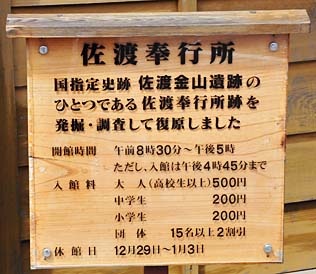 佐渡奉行所
国指定史跡 佐渡金山遺跡の
ひとつである 佐渡奉行所跡を
発掘・調査して復原しました
開館時間 午前8時30分～午後5時
ただし、入館は午後4時45分まで
入館料 大人(高校生以上)500円
中学生 200円
小学生 200円
団体 15名以上2割引
休館日 12月29日～1月3日